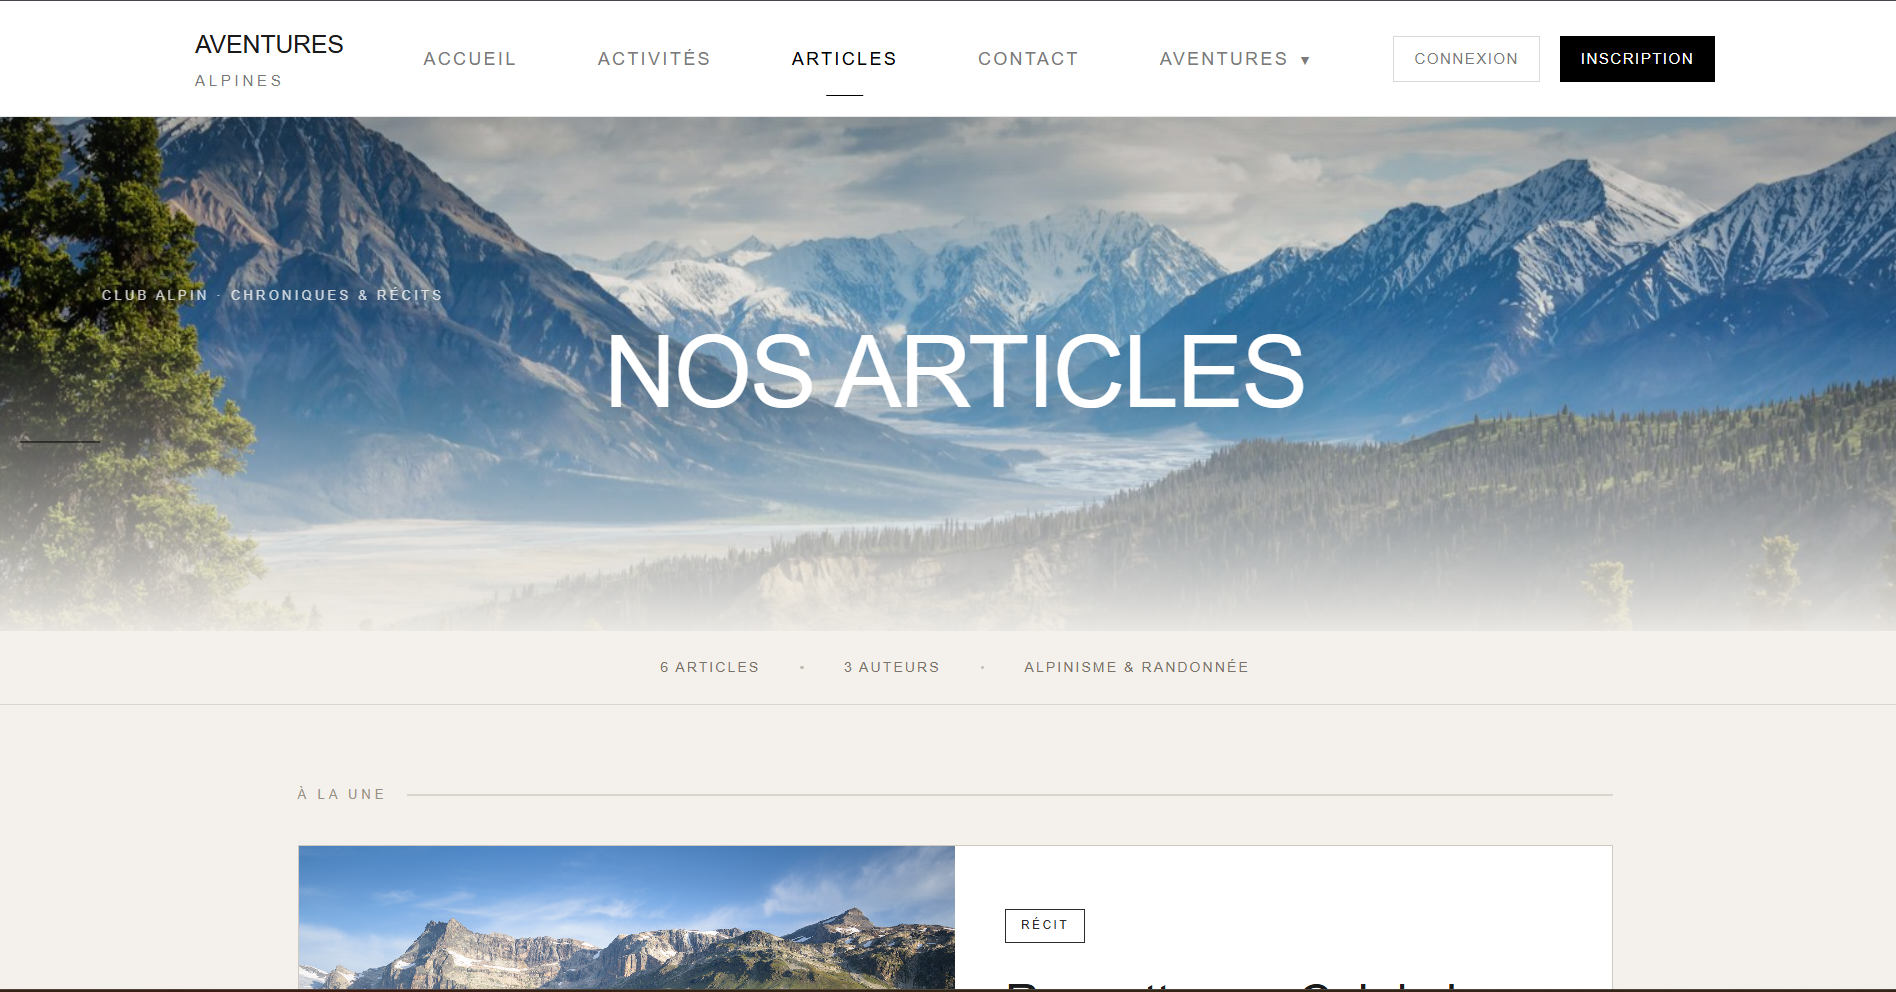 AVENTURES
ALPINES
ACCUEIL
ACTIVITÉS
ARTICLES
CONTACT
AVENTURES ▼
CONNEXION
INSCRIPTION
CLUB ALPIN · CHRONIQUES & RÉCITS
NOS ARTICLES
6 ARTICLES • 3 AUTEURS • ALPINISME & RANDONNÉE
À LA UNE
RÉCIT